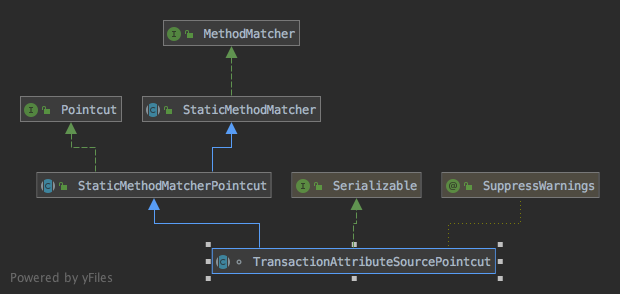 MethodMatcher
Pointcut
StaticMethodMatcher
StaticMethodMatcherPointcut
Serializable
SuppressWarnings
TransactionAttributeSourcePointcut
Powered by yFiles